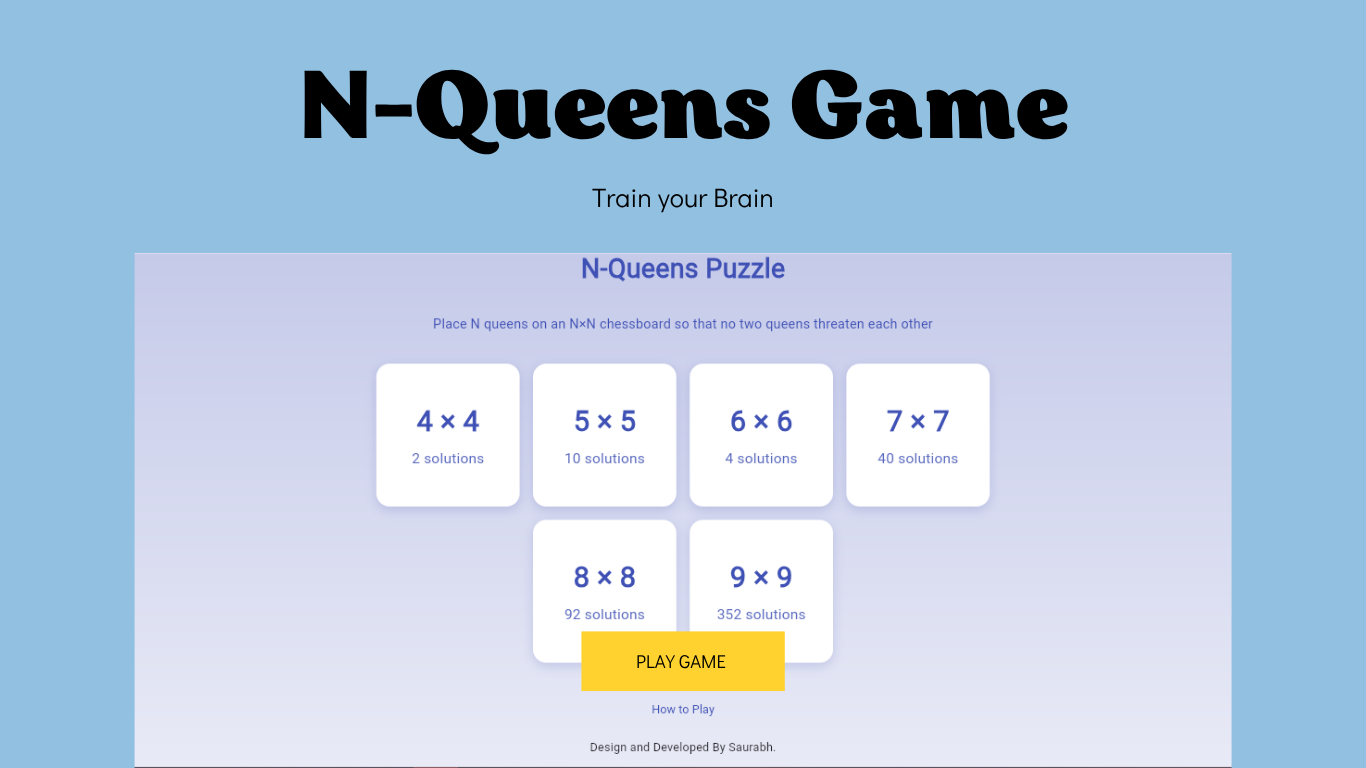 N-Queens Game
Train your Brain
N-Queens Puzzle
Place N queens on an N×N chessboard so that no two queens threaten each other
4 × 4
2 solutions
5 × 5
10 solutions
6 × 6
4 solutions
7 × 7
40 solutions
8 × 8
92 solutions
9 × 9
352 solutions
PLAY GAME
How to Play
Design and Developed By Saurabh.